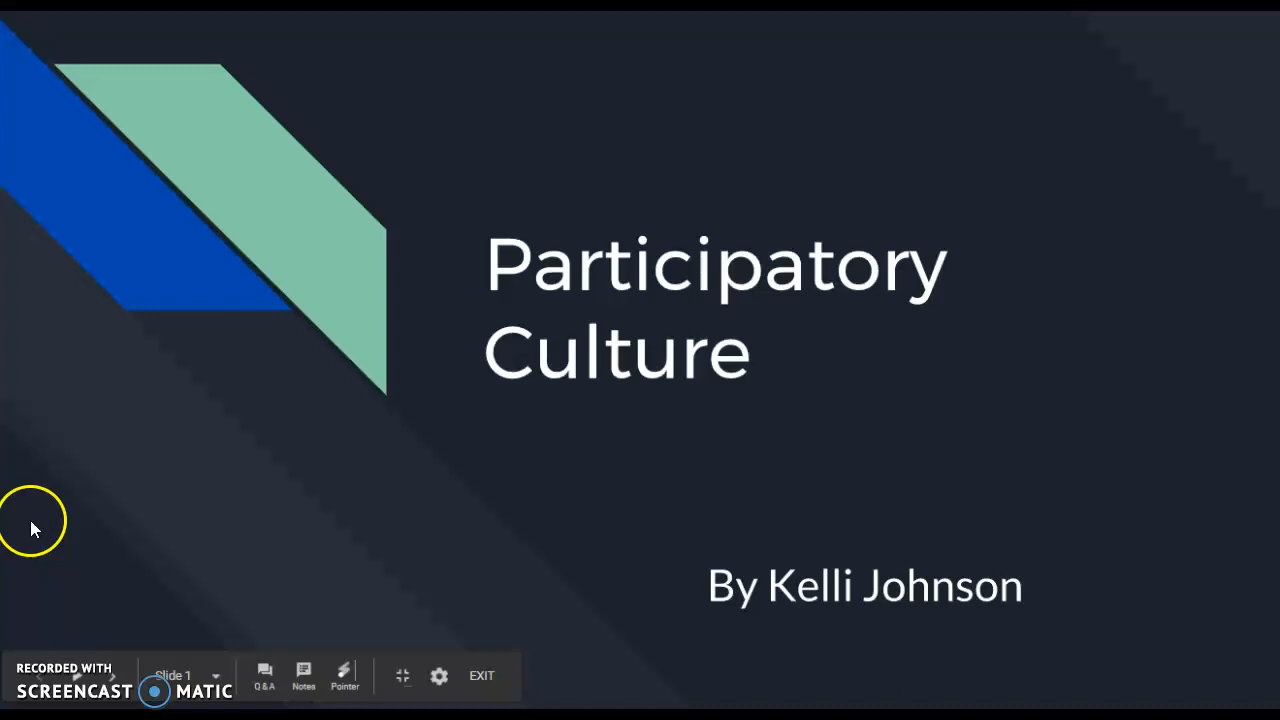 Participatory
Culture
By Kelli Johnson
RECORDED WITH
SCREENCAST MATIC
Slide 1
Q & A
Notes
Pointer
EXIT